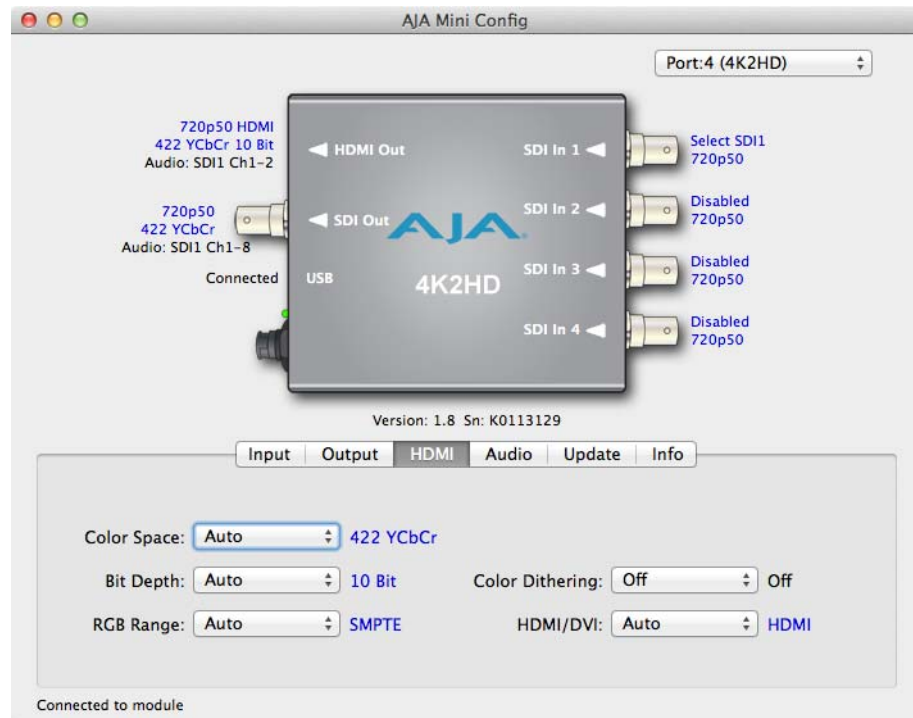 AJA Mini Config
Port:4 (4K2HD)
720p50 HDMI
422 YCbCr 10 Bit
Audio: SDI1 Ch1-2
HDMI Out
SDI In 1
Select SDI1
720p50
720p50
422 YCbCr
Audio: SDI1 Ch1-8
SDI Out
AJA
SDI In 2
Disabled
720p50
Connected
USB
4K2HD
SDI In 3
Disabled
720p50
SDI In 4
Disabled
720p50
Version: 1.8 Sn: K0113129
Input Output HDMI Audio Update Info
Color Space: Auto 422 YCbCr
Bit Depth: Auto 10 Bit Color Dithering: Off Off
RGB Range: Auto SMPTE HDMI/DVI: Auto HDMI
Connected to module